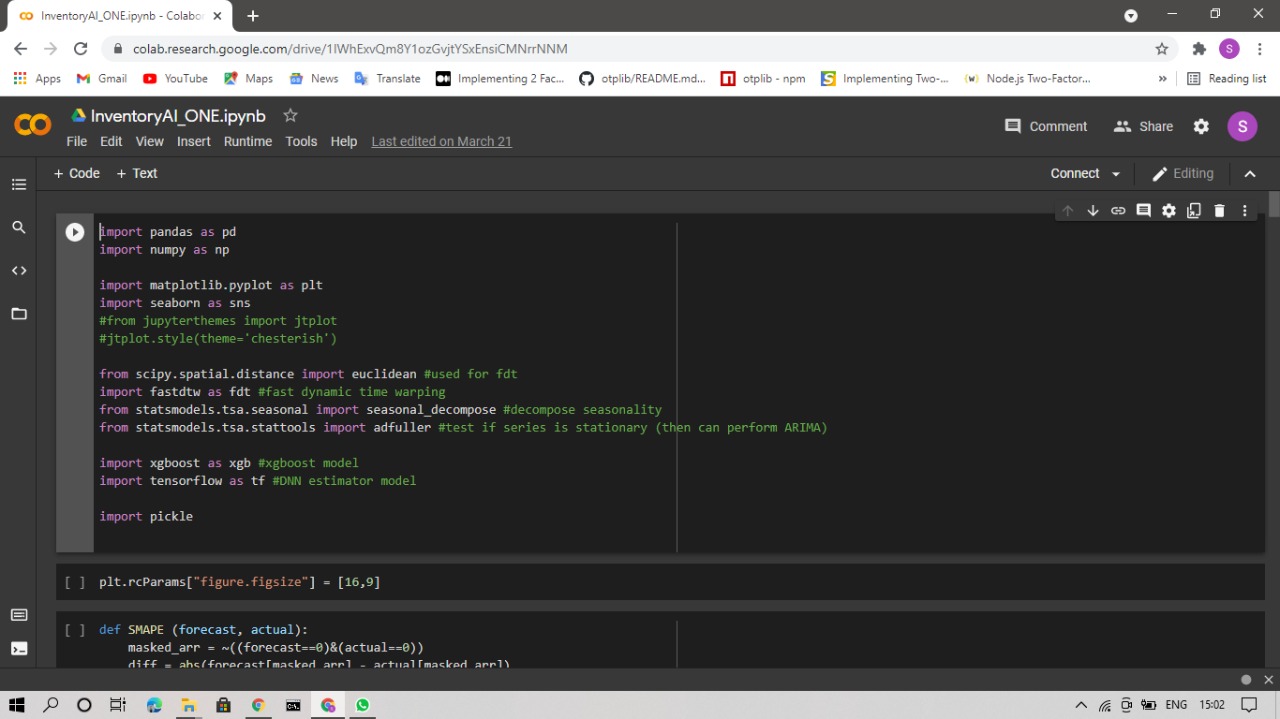 InventoryAI_ONE.ipynb - Colabor
colab.research.google.com/drive/1IWhExvQm8Y1ozGvjtYSxEnsiCMNrrNNM
S
Apps Gmail YouTube Maps News Translate Implementing 2 Fac... otplib/README.md... otplib - npm Implementing Two-... Node.js Two-Factor... » Reading list
InventoryAI_ONE.ipynb
Comment Share S
File Edit View Insert Runtime Tools Help Last edited on March 21
+ Code + Text Connect Editing
import pandas as pd
import numpy as np
import matplotlib.pyplot as plt
import seaborn as sns
#from jupyterthemes import jtplot
#jtplot.style(theme='chesterish')
from scipy.spatial.distance import euclidean #used for fdt
import fastdtw as fdt #fast dynamic time warping
from statsmodels.tsa.seasonal import seasonal_decompose #decompose seasonality
from statsmodels.tsa.stattools import adfuller #test if series is stationary (then can perform ARIMA)
import xgboost as xgb #xgboost model
import tensorflow as tf #DNN estimator model
import pickle
[ ] plt.rcParams["figure.figsize"] = [16,9]
[ ] def SMAPE (forecast, actual):
masked_arr = ~((forecast==0)&(actual==0))
diff = abs(forecast[masked_arr] - actual[masked_arr])
ENG 15:02